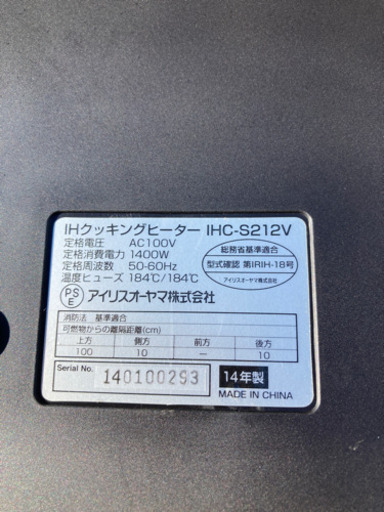 IHクッキングヒーター IHC-S212V
定格電圧 AC100V
定格消費電力 1400W
定格周波数 50-60Hz
温度ヒューズ 184℃/184℃
総務省基準適合
型式確認 第IRIH-18号
アイリスオーヤマ(株)
PS
E
アイリスオーヤマ株式会社
消防法 基準適合
可燃物からの離隔距離(cm)
上方 側方 前方 後方
100 10 ― 10
Serial No. 140100293
14年製
MADE IN CHINA